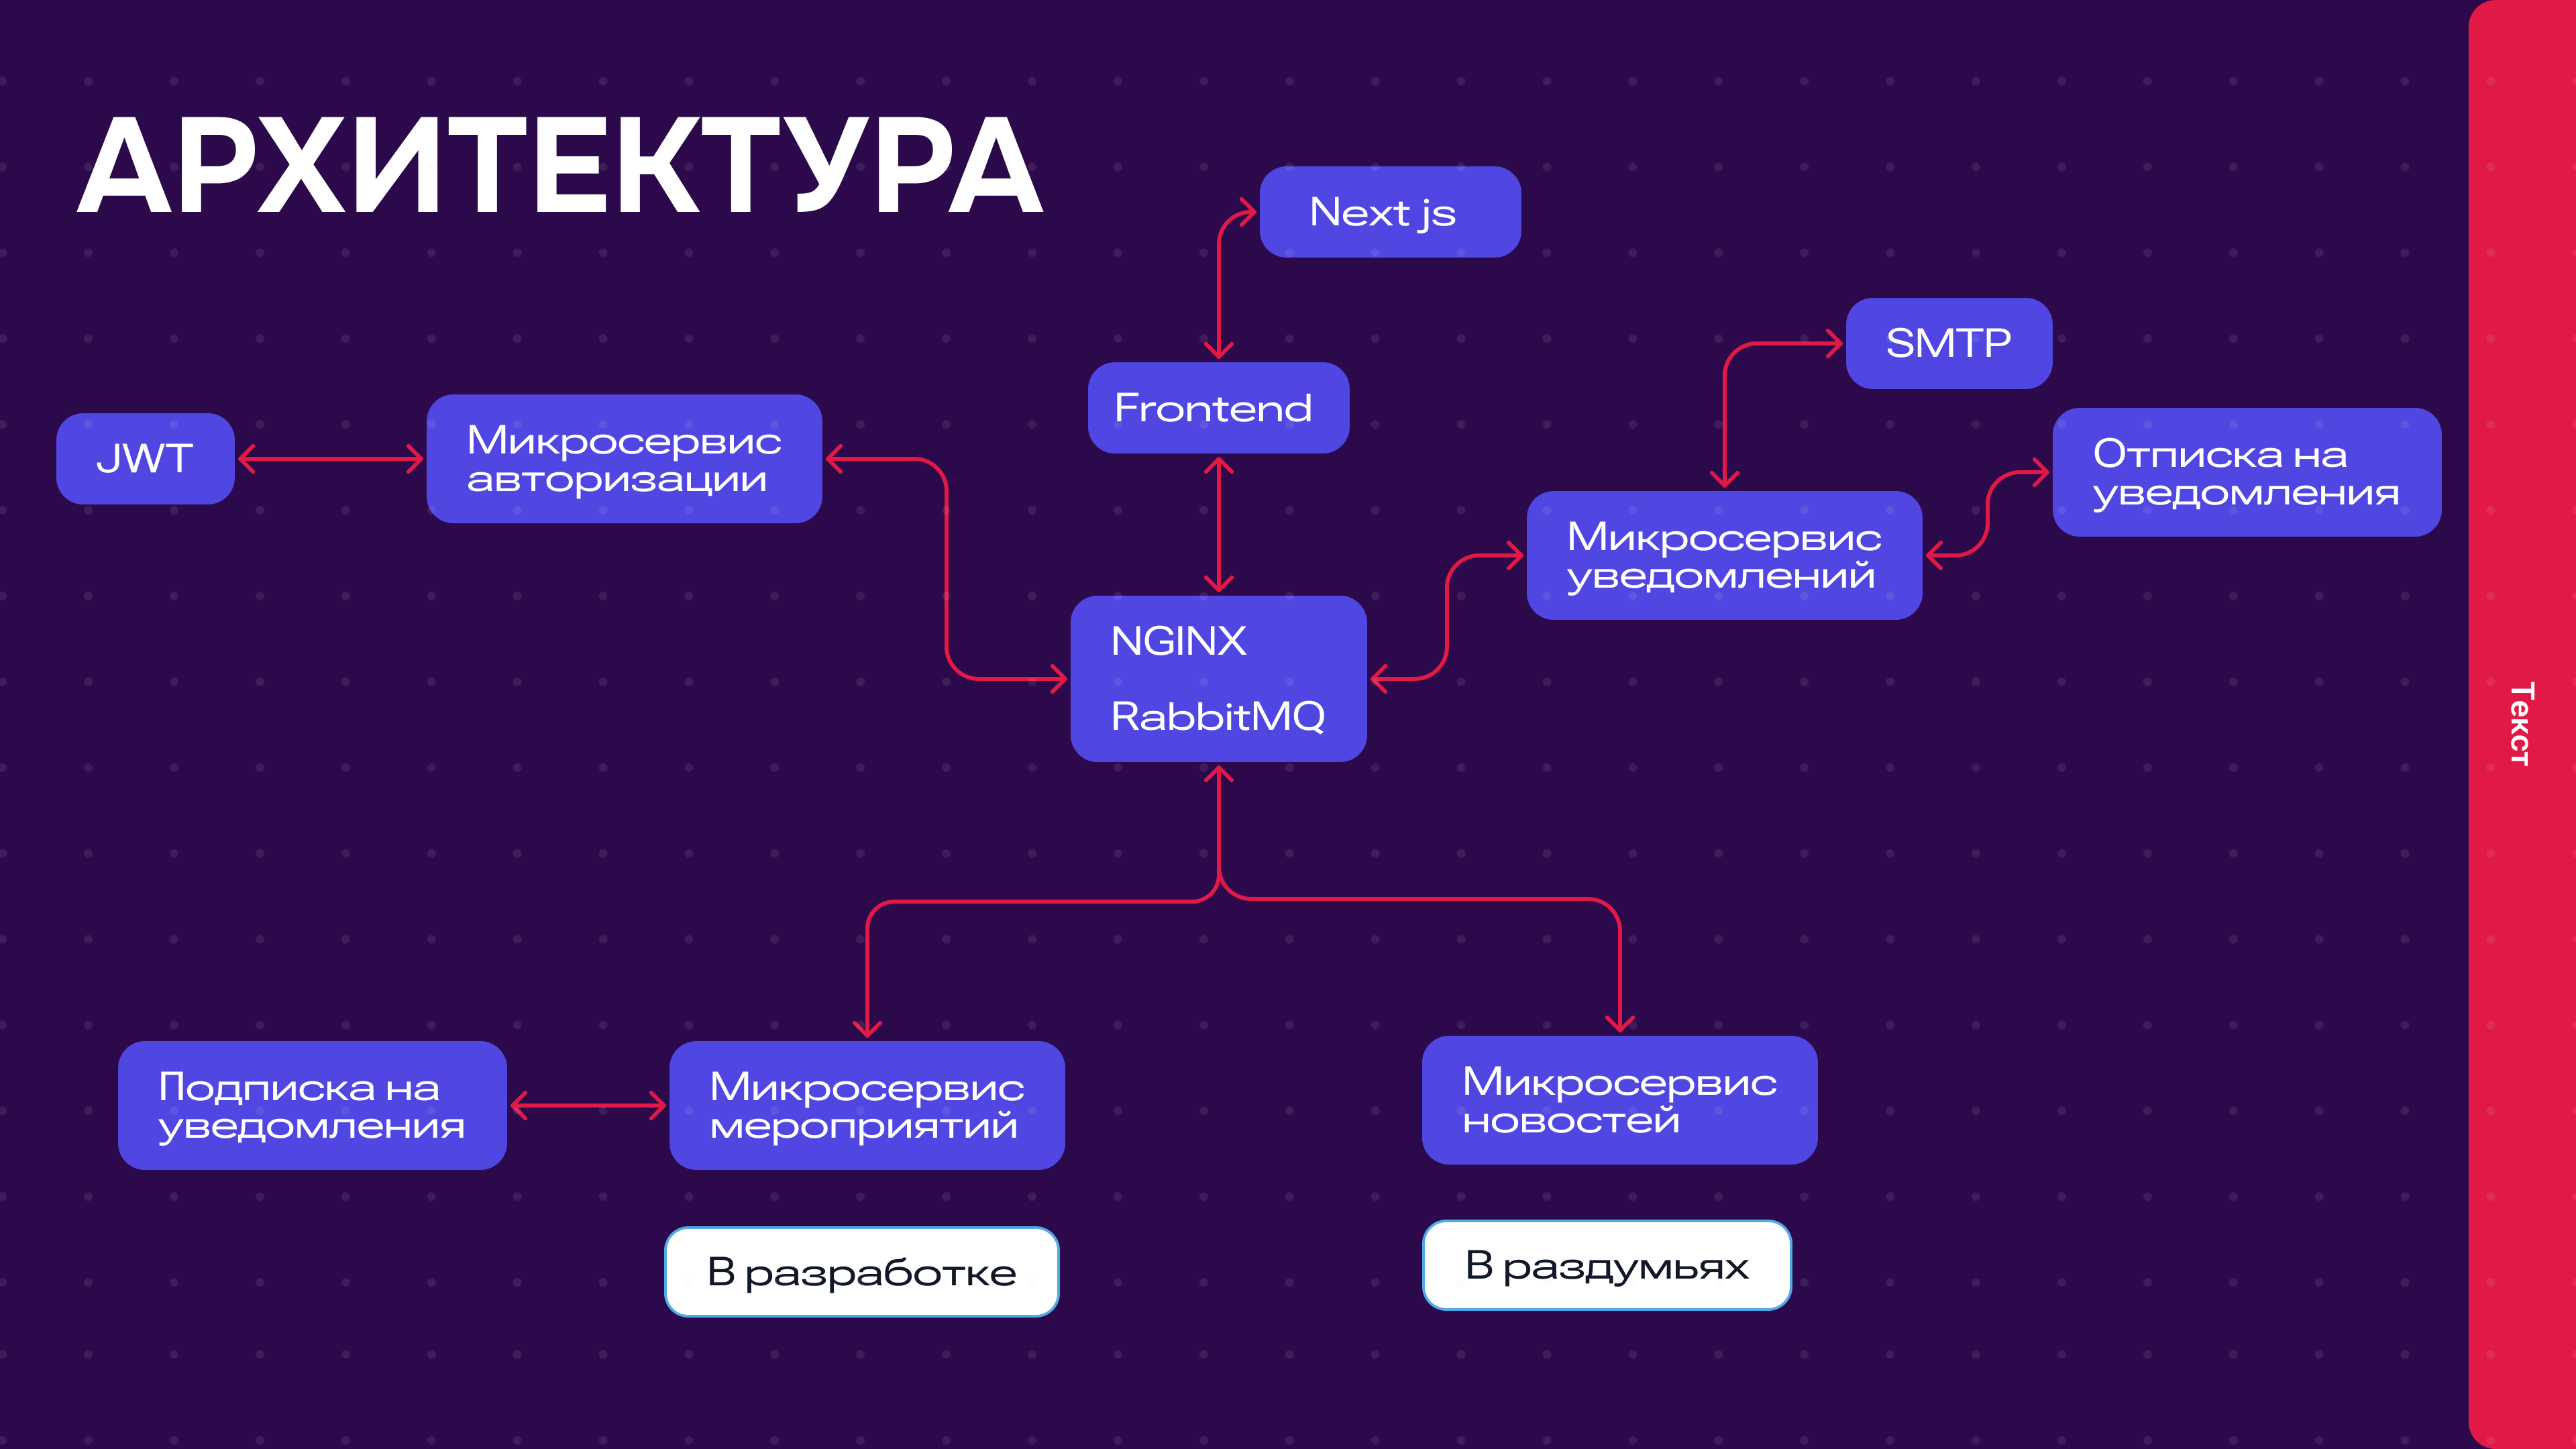 АРХИТЕКТУРА
Next js
SMTP
Frontend
JWT
Микросервис
авторизации
Отписка на
уведомления
Микросервис
уведомлений
NGINX
RabbitMQ
Текст
Подписка на
уведомления
Микросервис
мероприятий
Микросервис
новостей
В разработке
В раздумьях